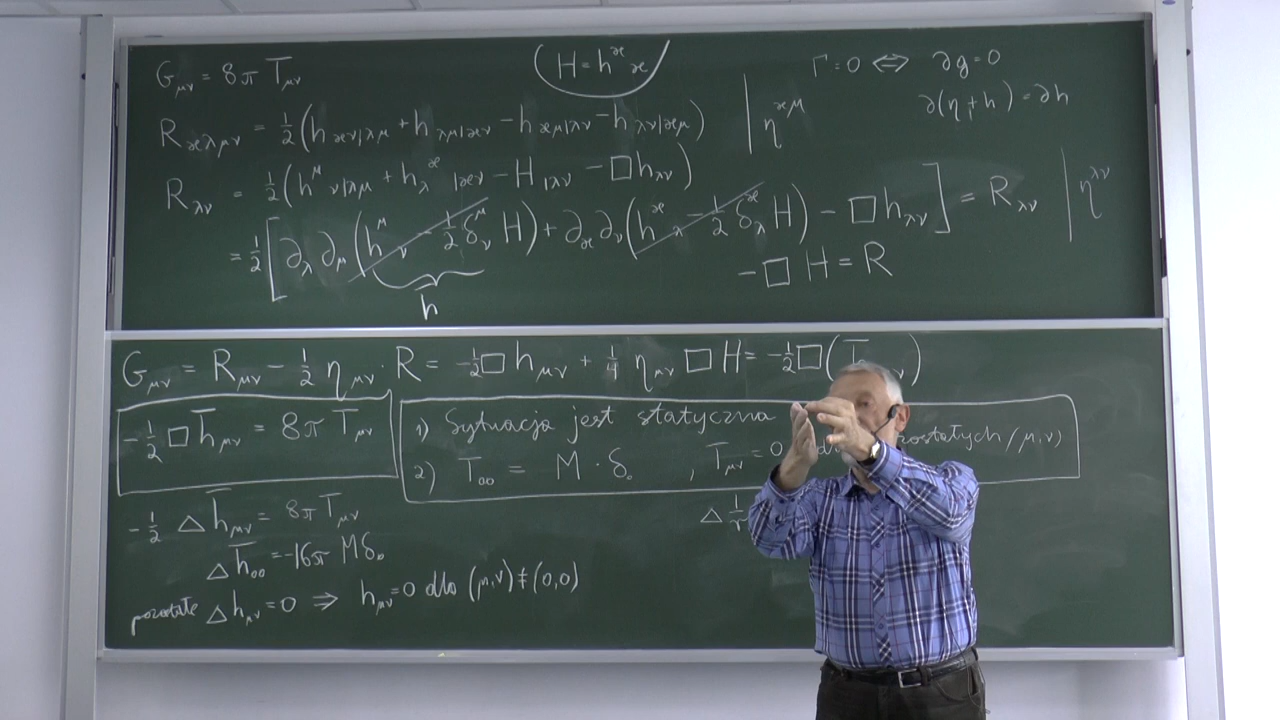 G_μν = 8π T_μν
(H = h^ϰ_ϰ)
Γ = 0 ⟺ ∂g = 0
∂(η + h) = ∂h
R_ϰλμν = ½ (h_ϰν|λμ + h_λμ|ϰν − h_ϰμ|λν − h_λν|ϰμ) | η^ϰμ
R_λν = ½ (h^μ_ν|λμ + h_λ^ϰ_|ϰν − H_|λν − □h_λν)
= ½ [∂_λ ∂_μ (h^μ_ν − ½ δ^μ_ν H) + ∂_ϰ ∂_ν (h^ϰ_λ − ½ δ^ϰ_λ H) − □h_λν] = R_λν | η^λν
h
− □ H = R
G_μν = R_μν − ½ η_μν · R = −½ □ h_μν + ¼ η_μν □ H = −½ □ (
−½ □ h̄_μν = 8π T_μν
1) Sytuacja jest statyczna
2) T_00 = M · δ_0 , T_μν = 0 (μ,ν)
−½ △ h̄_μν = 8π T_μν
△ 1/
△ h̄_00 = −16π M δ_0
pozostałe △ h_μν = 0 ⇒ h_μν = 0 dla (μ,ν) ≠ (0,0)